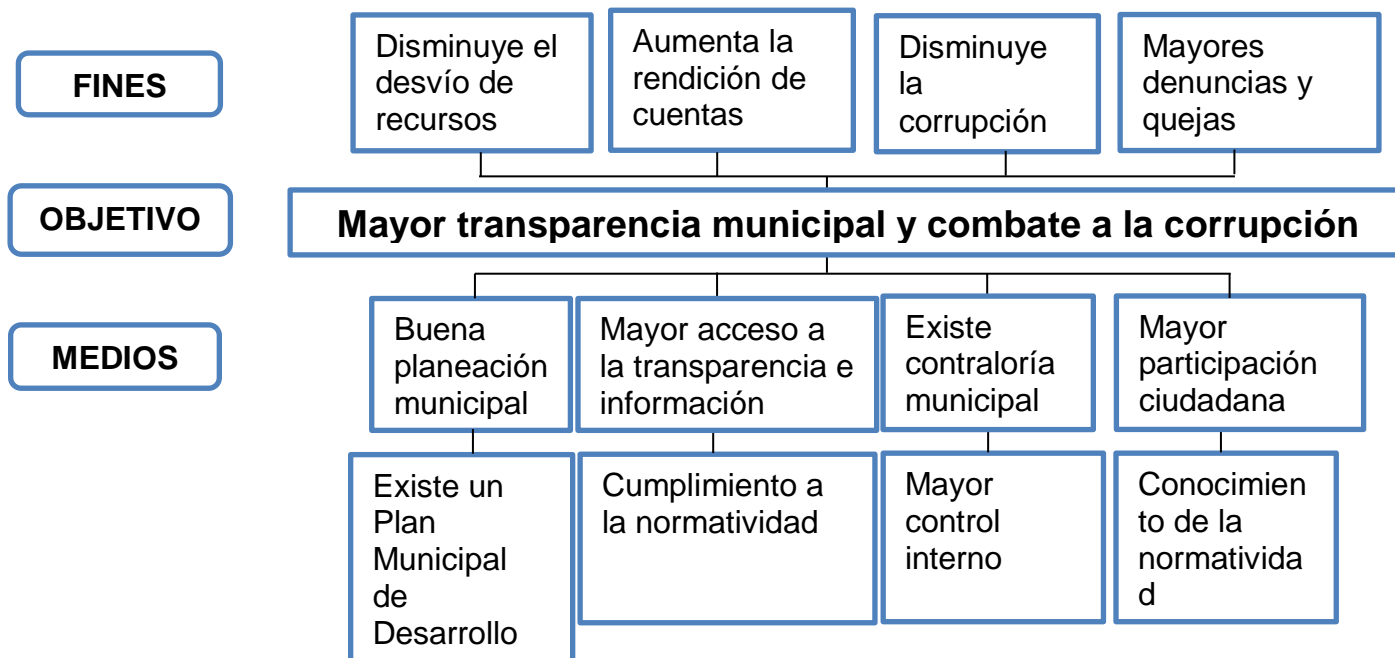 FINES
Disminuye el
desvío de
recursos
Aumenta la
rendición de
cuentas
Disminuye
la
corrupción
Mayores
denuncias y
quejas
OBJETIVO
Mayor transparencia municipal y combate a la corrupción
MEDIOS
Buena
planeación
municipal
Mayor acceso a
la transparencia e
información
Existe
contraloría
municipal
Mayor
participación
ciudadana
Existe un
Plan
Municipal
de
Desarrollo
Cumplimiento a
la normatividad
Mayor
control
interno
Conocimien
to de la
normativida
d